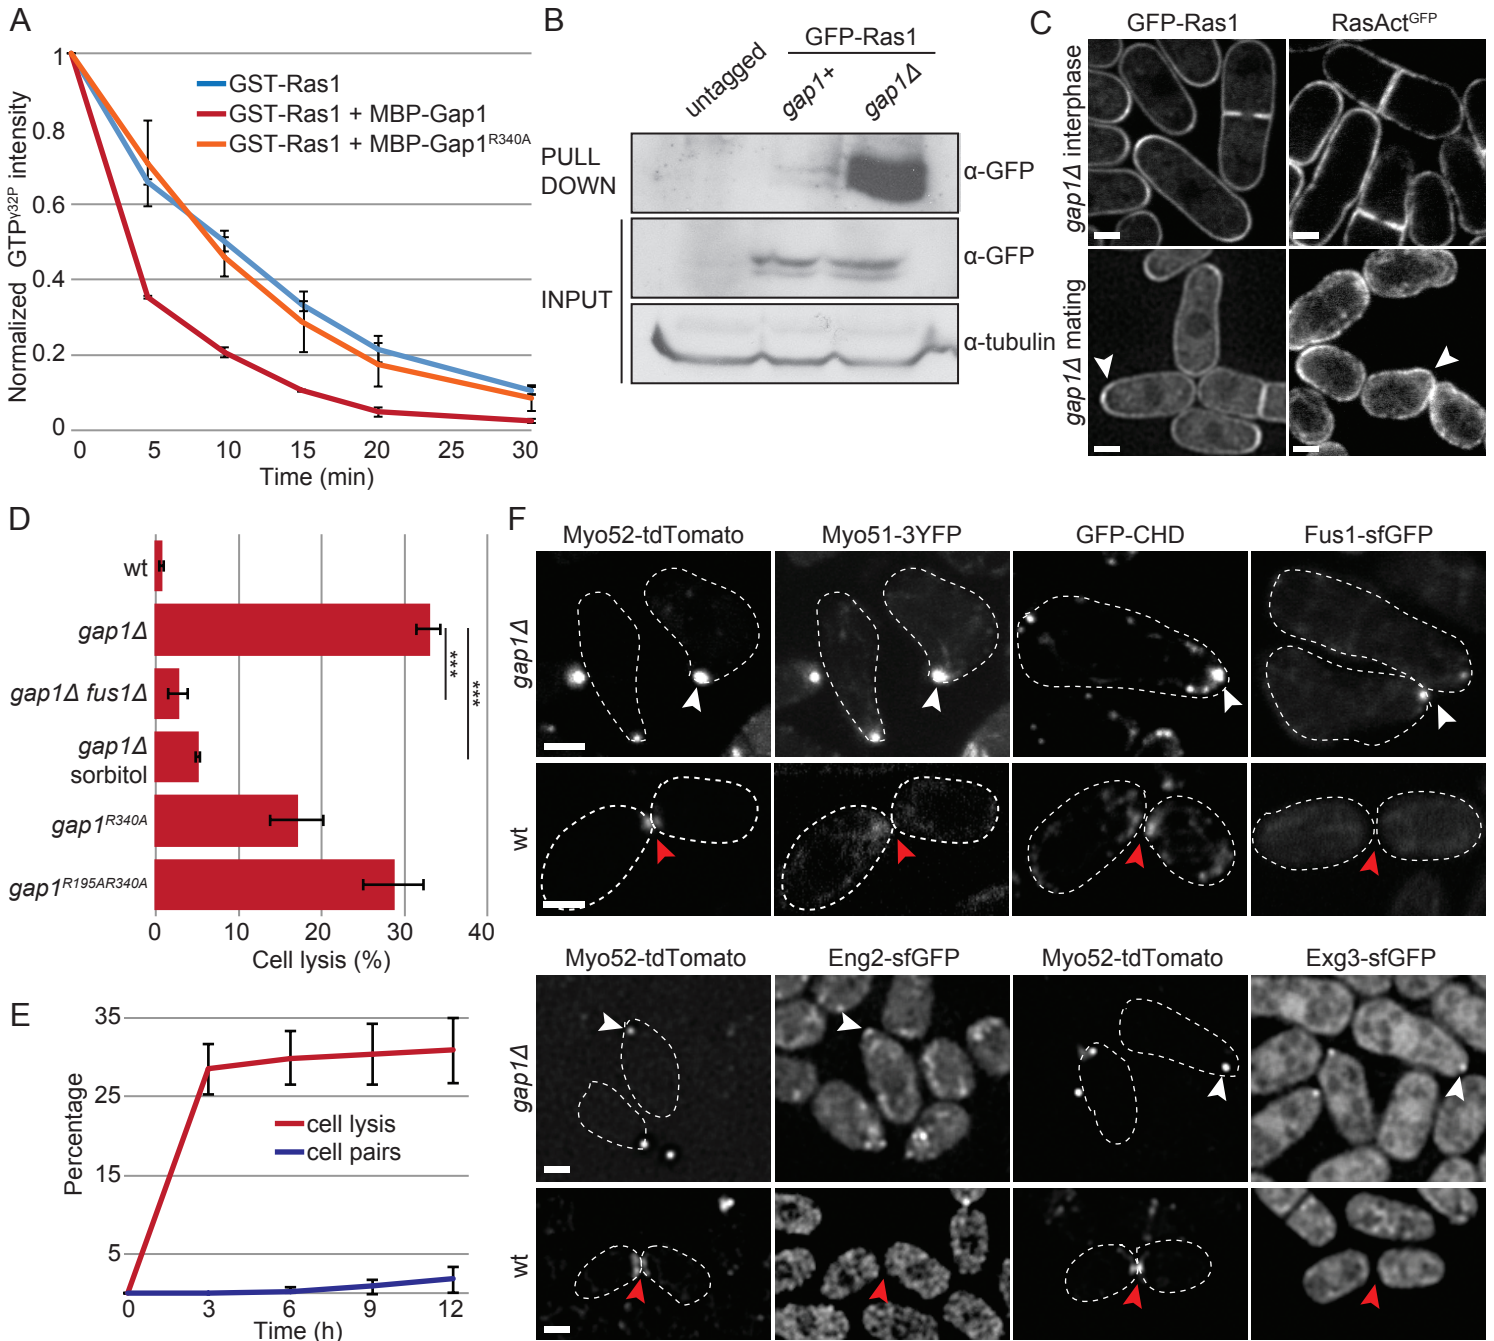 A
Normalized GTPγ32P intensity
1
0.8
0.6
0.4
0.2
0
0 5 10 15 20 25 30
Time (min)
GST-Ras1
GST-Ras1 + MBP-Gap1
GST-Ras1 + MBP-Gap1R340A
B
GFP-Ras1
untagged
gap1+
gap1Δ
PULL
DOWN
α-GFP
INPUT
α-GFP
α-tubulin
C
GFP-Ras1
RasActGFP
gap1Δ interphase
gap1Δ mating
D
wt
gap1Δ
gap1Δ fus1Δ
gap1Δ
sorbitol
gap1R340A
gap1R195AR340A
***
***
0 10 20 30 40
Cell lysis (%)
E
Percentage
35
25
15
5
0 3 6 9 12
Time (h)
cell lysis
cell pairs
F
Myo52-tdTomato
Myo51-3YFP
GFP-CHD
Fus1-sfGFP
gap1Δ
wt
Myo52-tdTomato
Eng2-sfGFP
Myo52-tdTomato
Exg3-sfGFP
gap1Δ
wt